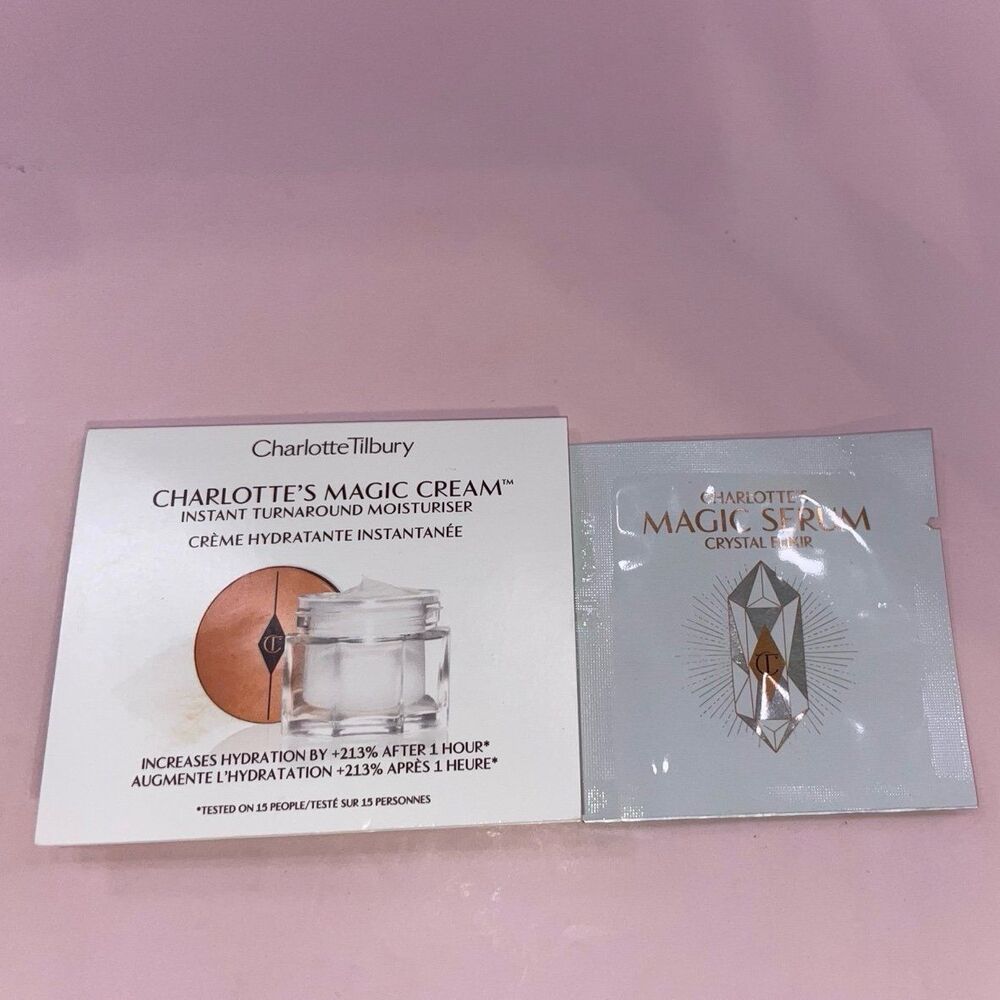 CharlotteTilbury
CHARLOTTE'S MAGIC CREAM™
INSTANT TURNAROUND MOISTURISER
CRÈME HYDRATANTE INSTANTANÉE
INCREASES HYDRATION BY +213% AFTER 1 HOUR*
AUGMENTE L'HYDRATATION +213% APRÈS 1 HEURE*
*TESTED ON 15 PEOPLE/TESTÉ SUR 15 PERSONNES
CHARLOTTE'S
MAGIC SERUM
CRYSTAL ELIXIR